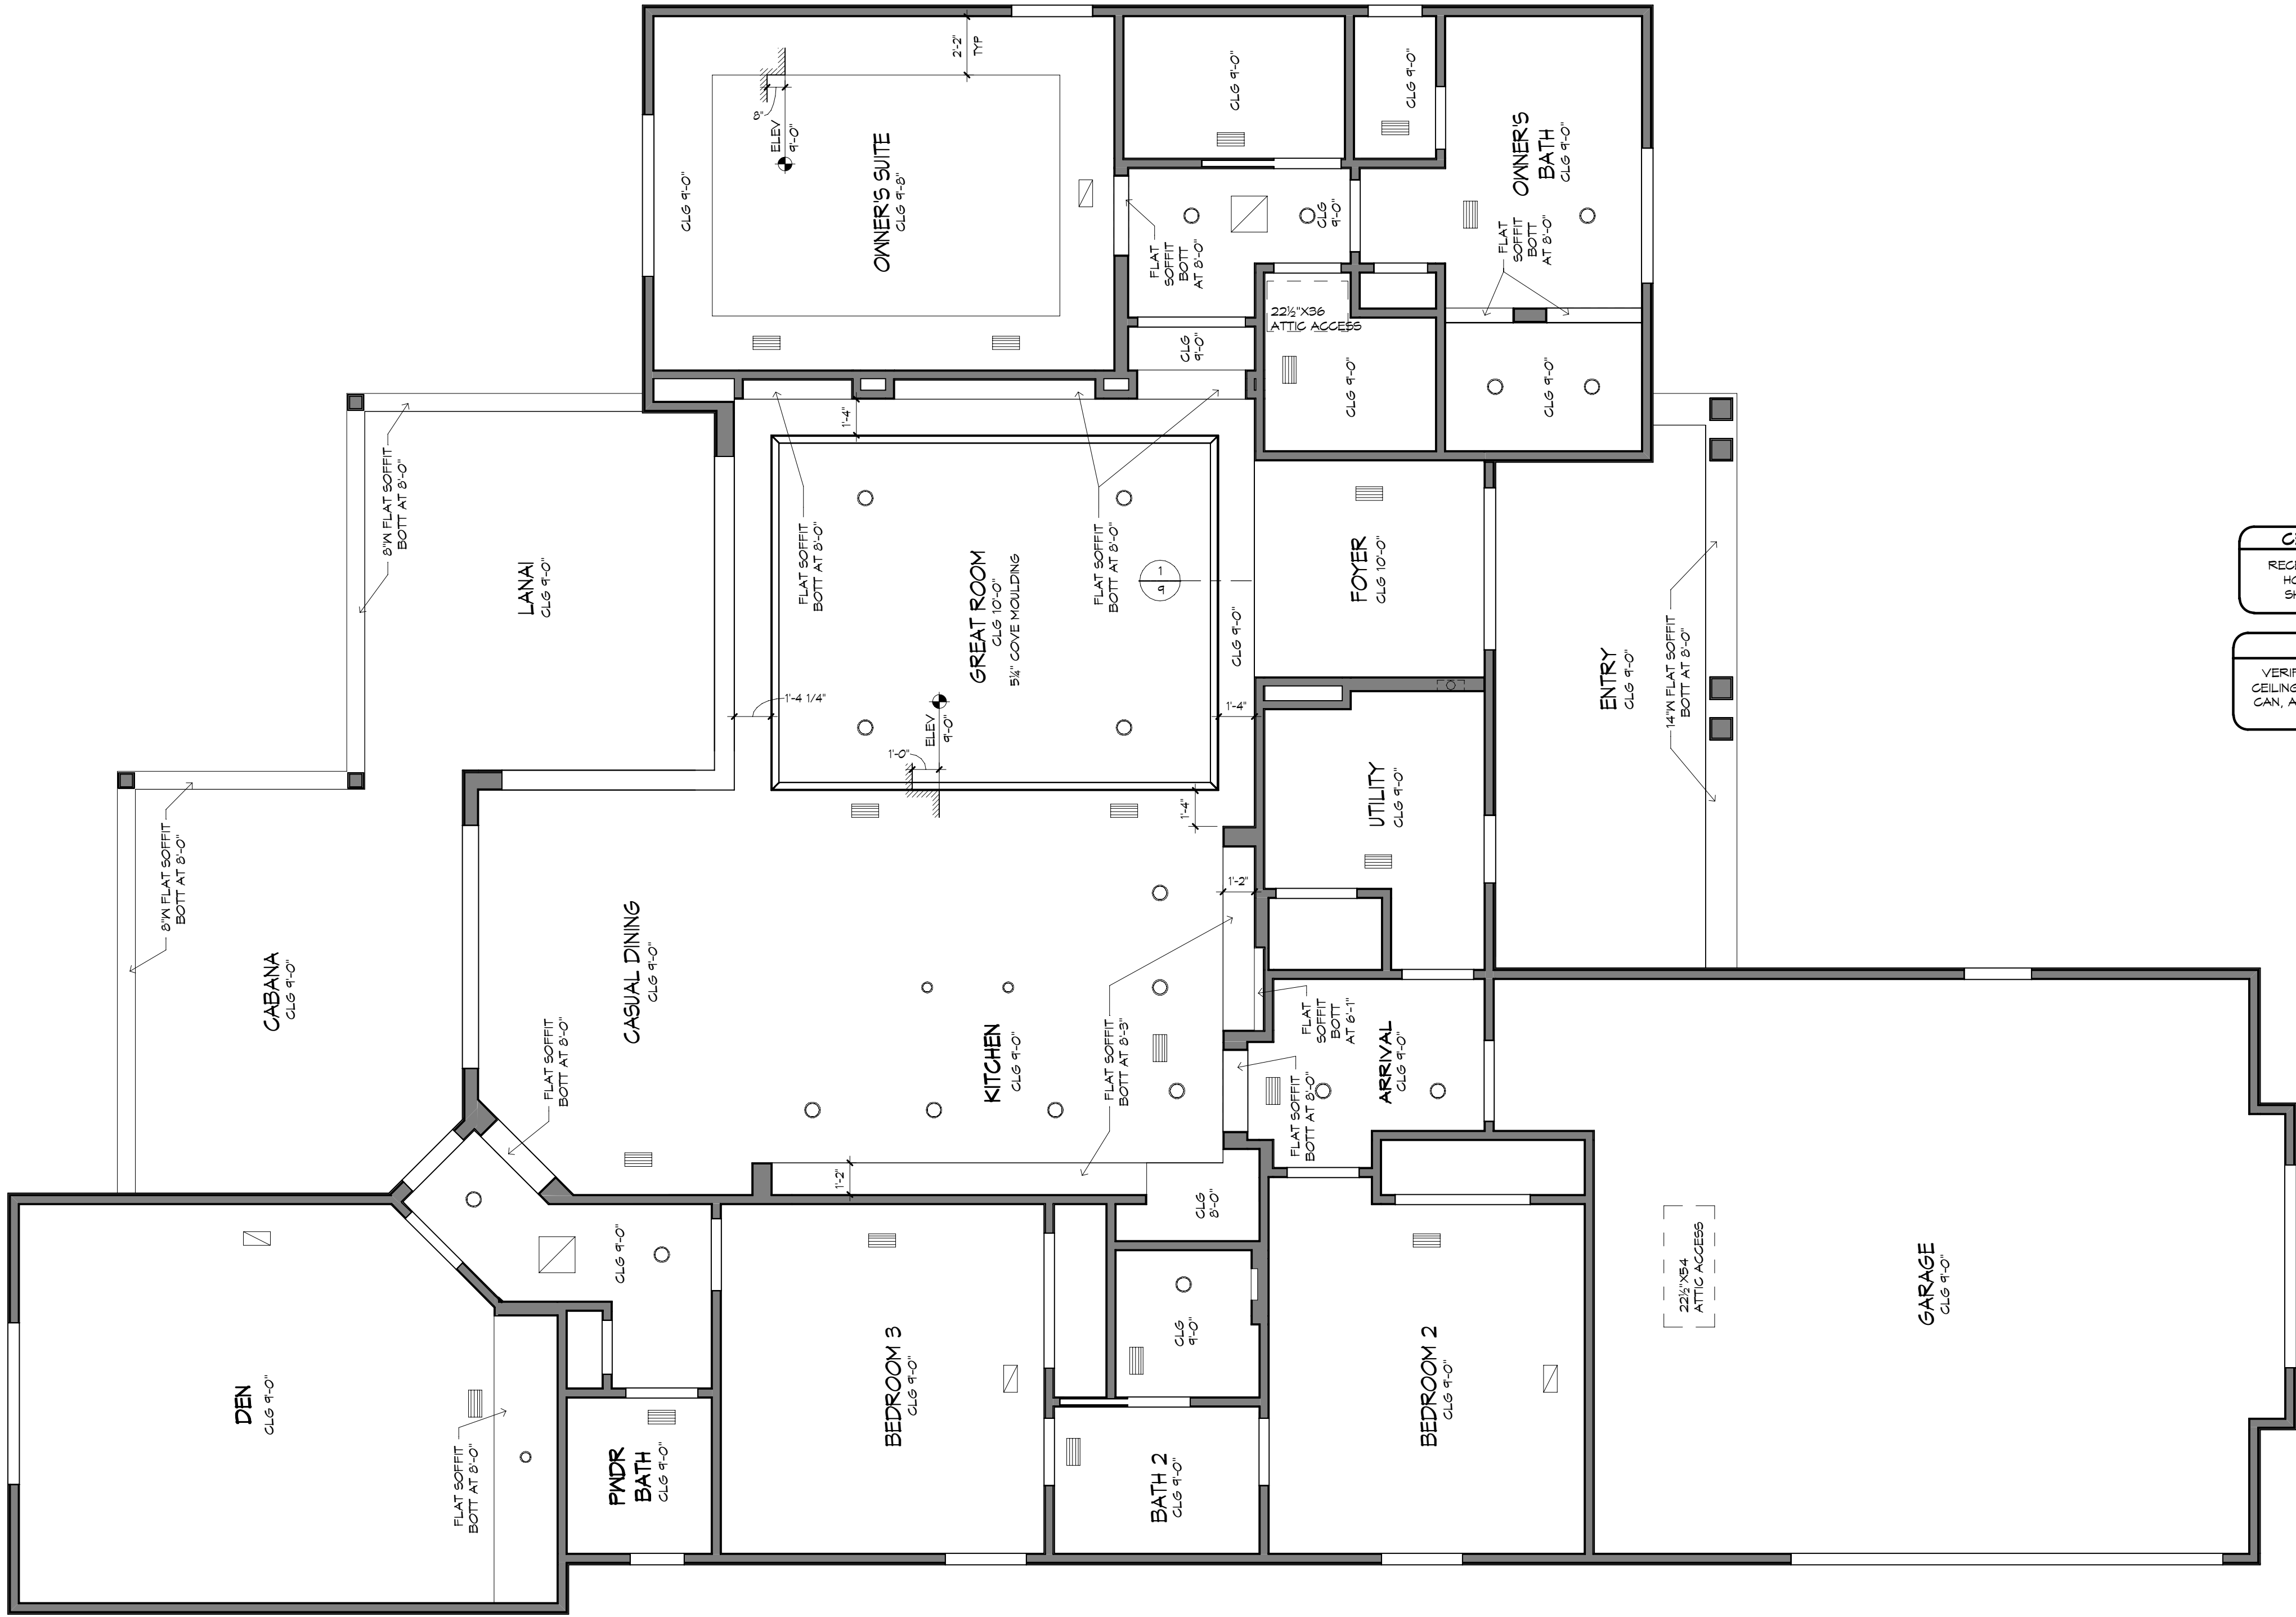 2'-2"
TYP
8"
ELEV
9'-0"
CLG 9'-0"
OWNER'S SUITE
CLG 9'-8"
CLG 9'-0"
CLG 9'-0"
OWNER'S
BATH
CLG 9'-0"
FLAT
SOFFIT
BOTT
AT 8'-0"
CLG
9'-0"
FLAT
SOFFIT
BOTT
AT 8'-0"
22½"X36
ATTIC ACCESS
CLG
9'-0"
CLG 9'-0"
CLG 9'-0"
8"W FLAT SOFFIT
BOTT AT 8'-0"
LANAI
CLG 9'-0"
1'-4"
FLAT SOFFIT
BOTT AT 8'-0"
GREAT ROOM
CLG 10'-0"
5¼" COVE MOULDING
FLAT SOFFIT
BOTT AT 8'-0"
1
9
CLG 9'-0"
FOYER
CLG 10'-0"
ENTRY
CLG 9'-0"
14"W FLAT SOFFIT
BOTT AT 8'-0"
1'-4 1/4"
1'-0"
ELEV
9'-0"
1'-4"
1'-4"
UTILITY
CLG 9'-0"
8"W FLAT SOFFIT
BOTT AT 8'-0"
CABANA
CLG 9'-0"
CASUAL DINING
CLG 9'-0"
1'-2"
KITCHEN
CLG 9'-0"
FLAT SOFFIT
BOTT AT 8'-0"
FLAT SOFFIT
BOTT AT 8'-3"
FLAT
SOFFIT
BOTT
AT 6'-1"
FLAT SOFFIT
BOTT AT 8'-0"
ARRIVAL
CLG 9'-0"
1'-2"
CLG
8'-0"
CLG 9'-0"
DEN
CLG 9'-0"
FLAT SOFFIT
BOTT AT 8'-0"
PWDR
BATH
CLG 9'-0"
BEDROOM 3
CLG 9'-0"
CLG
9'-0"
BATH 2
CLG 9'-0"
BEDROOM 2
CLG 9'-0"
22½"X54
ATTIC ACCESS
GARAGE
CLG 9'-0"
CEILING
CAN, A